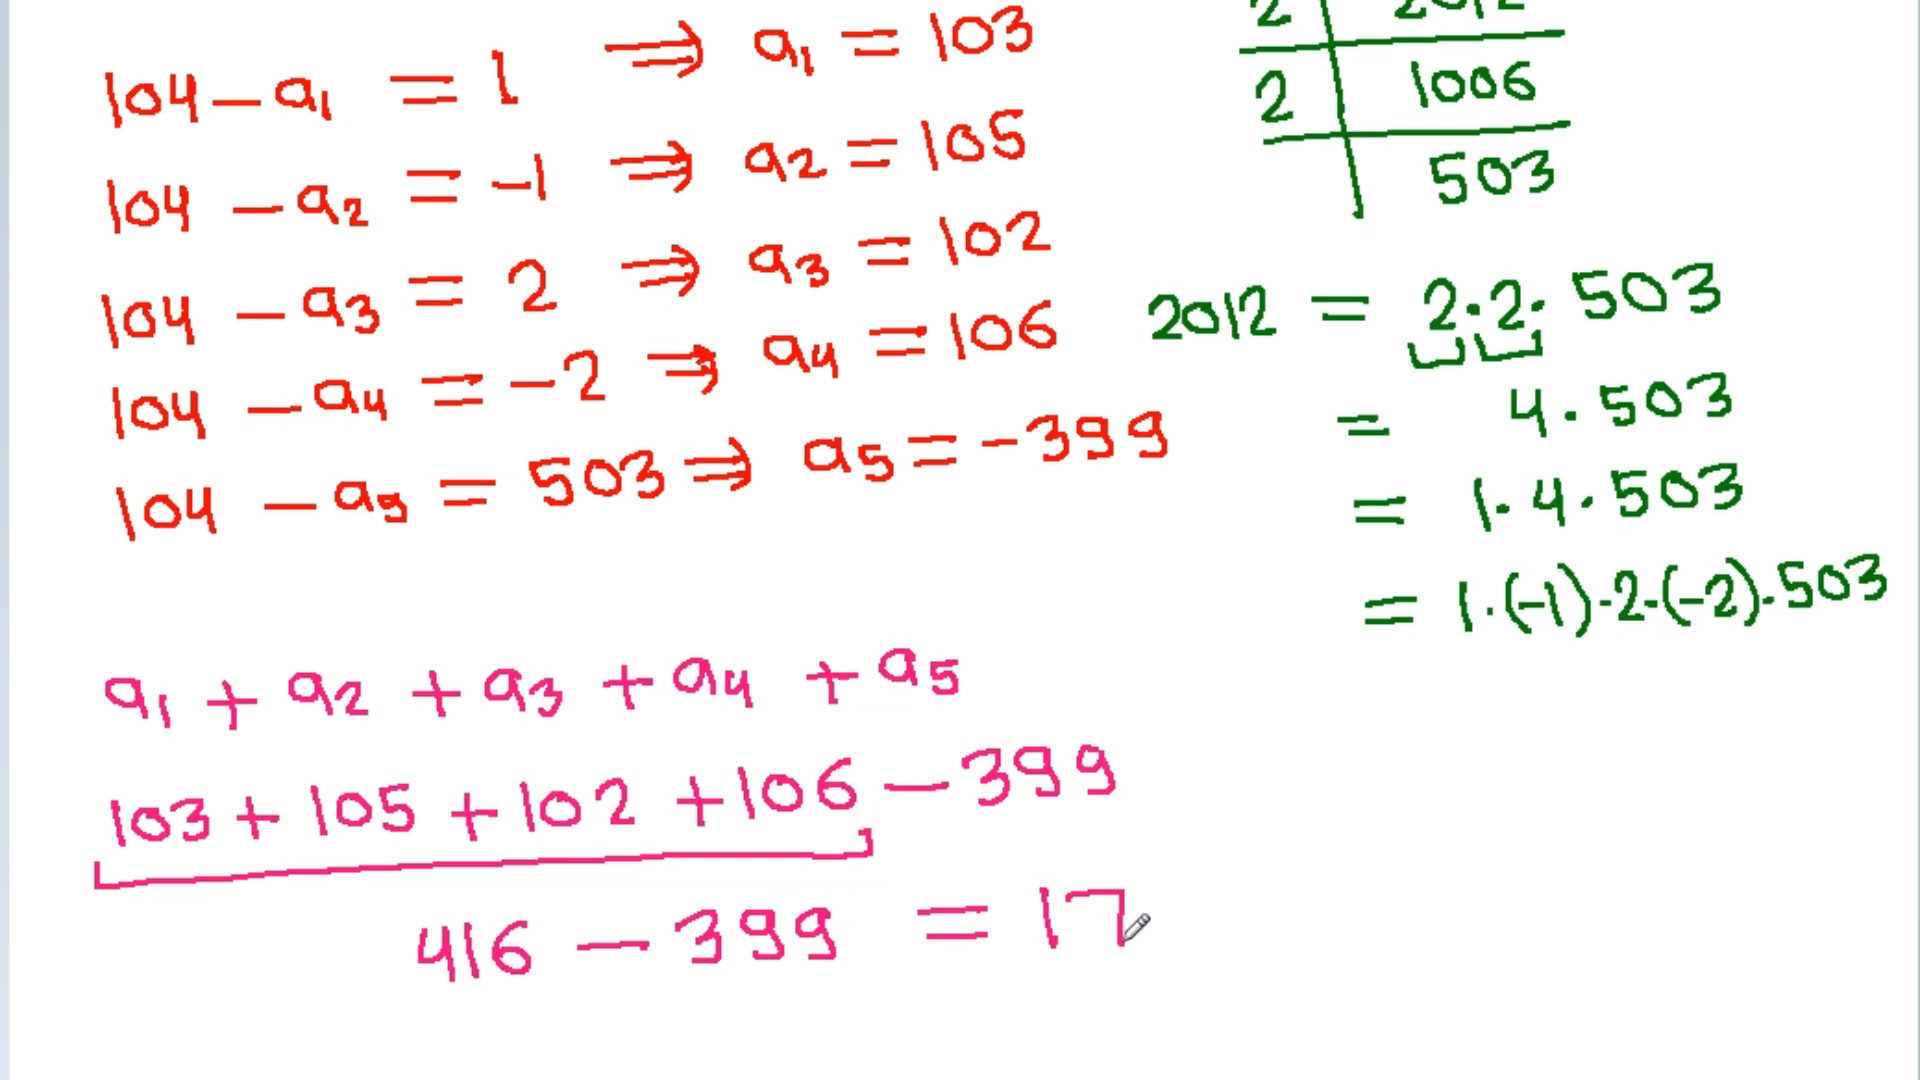 104 - a1 = 1 ⟹ a1 = 103
104 - a2 = -1 ⟹ a2 = 105
104 - a3 = 2 ⟹ a3 = 102
104 - a4 = -2 ⟹ a4 = 106
104 - a5 = 503 ⟹ a5 = -399
2 2012
2 1006
503
2012 = 2·2·503
= 4·503
= 1·4·503
= 1·(-1)·2·(-2)·503
a1 + a2 + a3 + a4 + a5
103 + 105 + 102 + 106 - 399
416 - 399 = 17